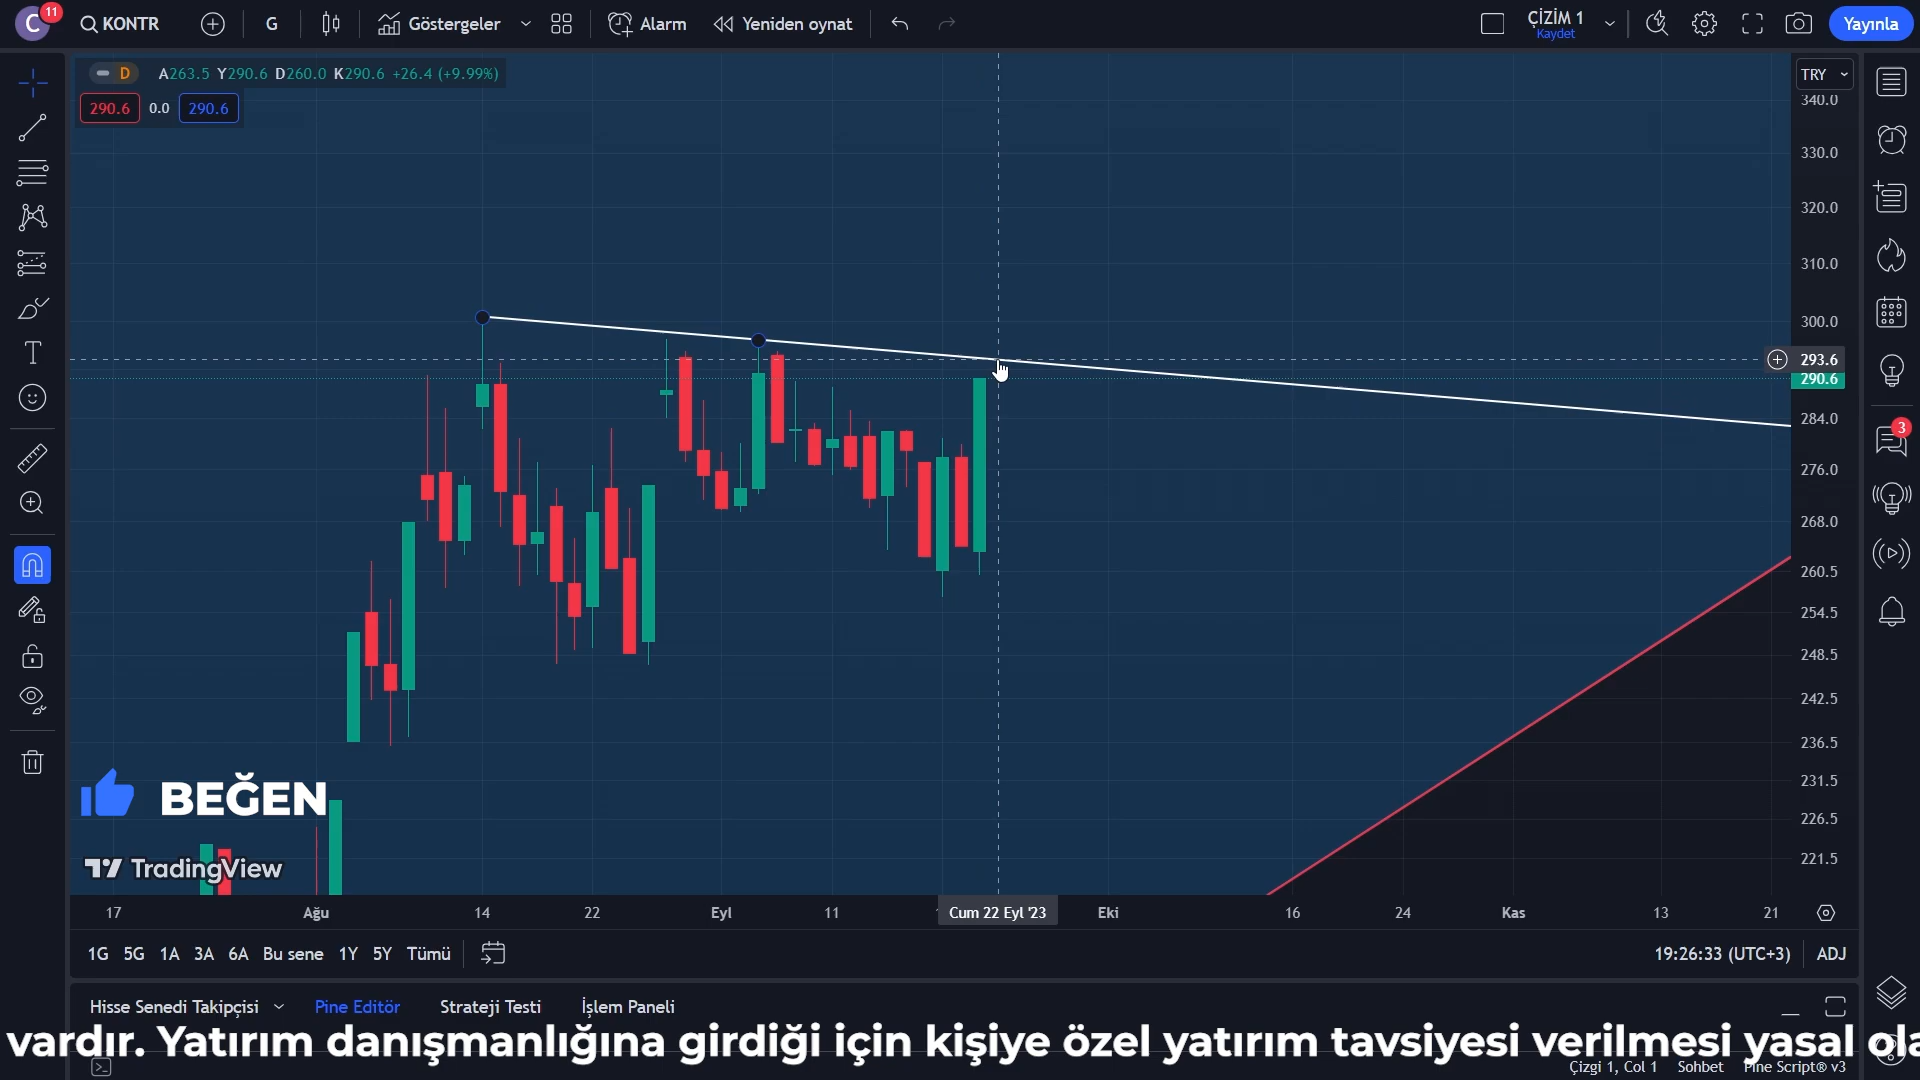 C
11
KONTR
G
Göstergeler
Alarm
Yeniden oynat
ÇİZİM 1
Kaydet
Yayınla
D
A263.5 Y290.6 D260.0 K290.6 +26.4 (+9.99%)
290.6 0.0 290.6
TRY
340.0
330.0
320.0
310.0
300.0
293.6
290.6
284.0
276.0
268.0
260.5
254.5
248.5
242.5
236.5
231.5
226.5
221.5
3
BEĞEN
TradingView
17 Ağu 14 22 Eyl 11 Cum 22 Eyl '23 Eki 16 24 Kas 13 21
1G 5G 1A 3A 6A Bu sene 1Y 5Y Tümü
19:26:33 (UTC+3) ADJ
Hisse Senedi Takipçisi Pine Editör Strateji Testi İşlem Paneli
vardır. Yatırım danışmanlığına girdiği için kişiye özel yatırım tavsiyesi verilmesi yasal ola
Çizgi 1, Col 1 Sohbet Pine Script® v3